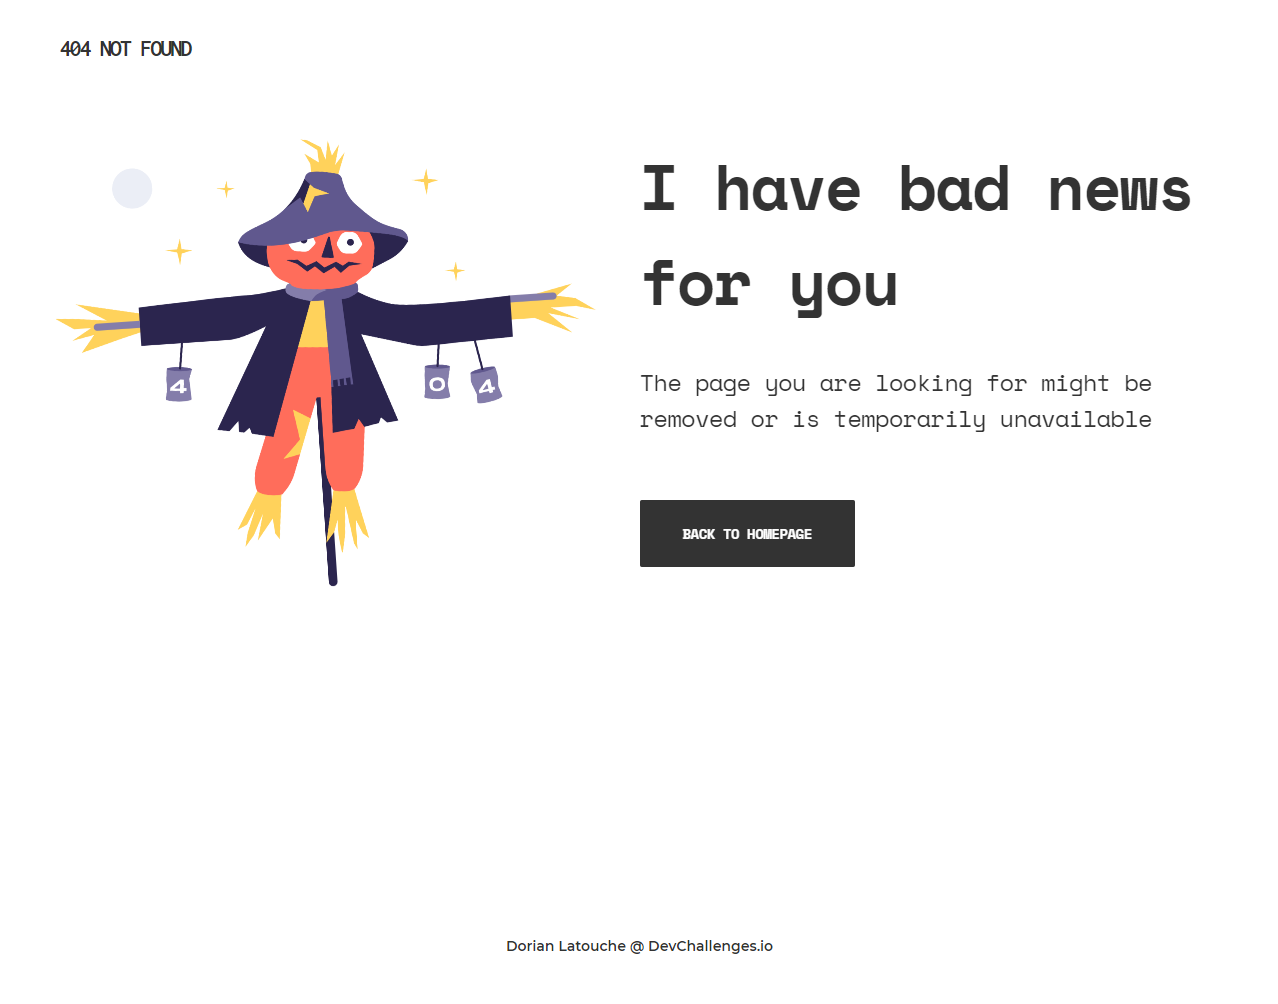 404 NOT FOUND
I have bad news
for you
The page you are looking for might be
removed or is temporarily unavailable
4
0
4
BACK TO HOMEPAGE
Dorian Latouche @ DevChallenges.io